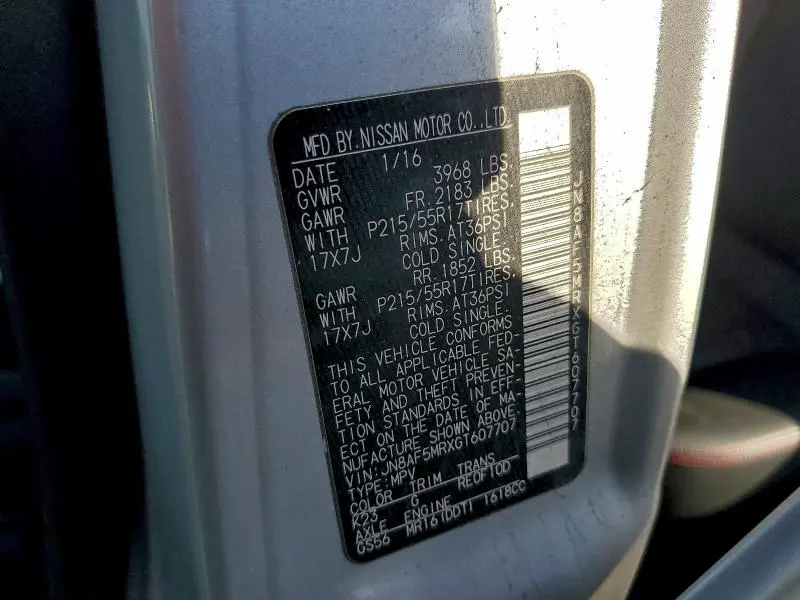 MFD BY.NISSAN MOTOR CO.,LTD.
DATE 1/16
GVWR 3968 LBS.
GAWR FR. 2183 LBS.
WITH P215/55R17TIRES.
17X7J RIMS.AT36PSI
COLD SINGLE.
GAWR RR. 1852 LBS.
WITH P215/55R17TIRES.
17X7J RIMS.AT36PSI
COLD SINGLE.
THIS VEHICLE CONFORMS
TO ALL APPLICABLE FED-
ERAL MOTOR VEHICLE SA-
FETY AND THEFT PREVEN-
TION STANDARDS IN EFF-
ECT ON THE DATE OF MA-
NUFACTURE SHOWN ABOVE.
VIN:JN8AF5MRXGT607707
TYPE:MPV
COLOR TRIM TRANS
K23 G RE0F10D
AXLE ENGINE
GS56 MR16(DDT) 1618CC
JN8AF5MRXGT607707